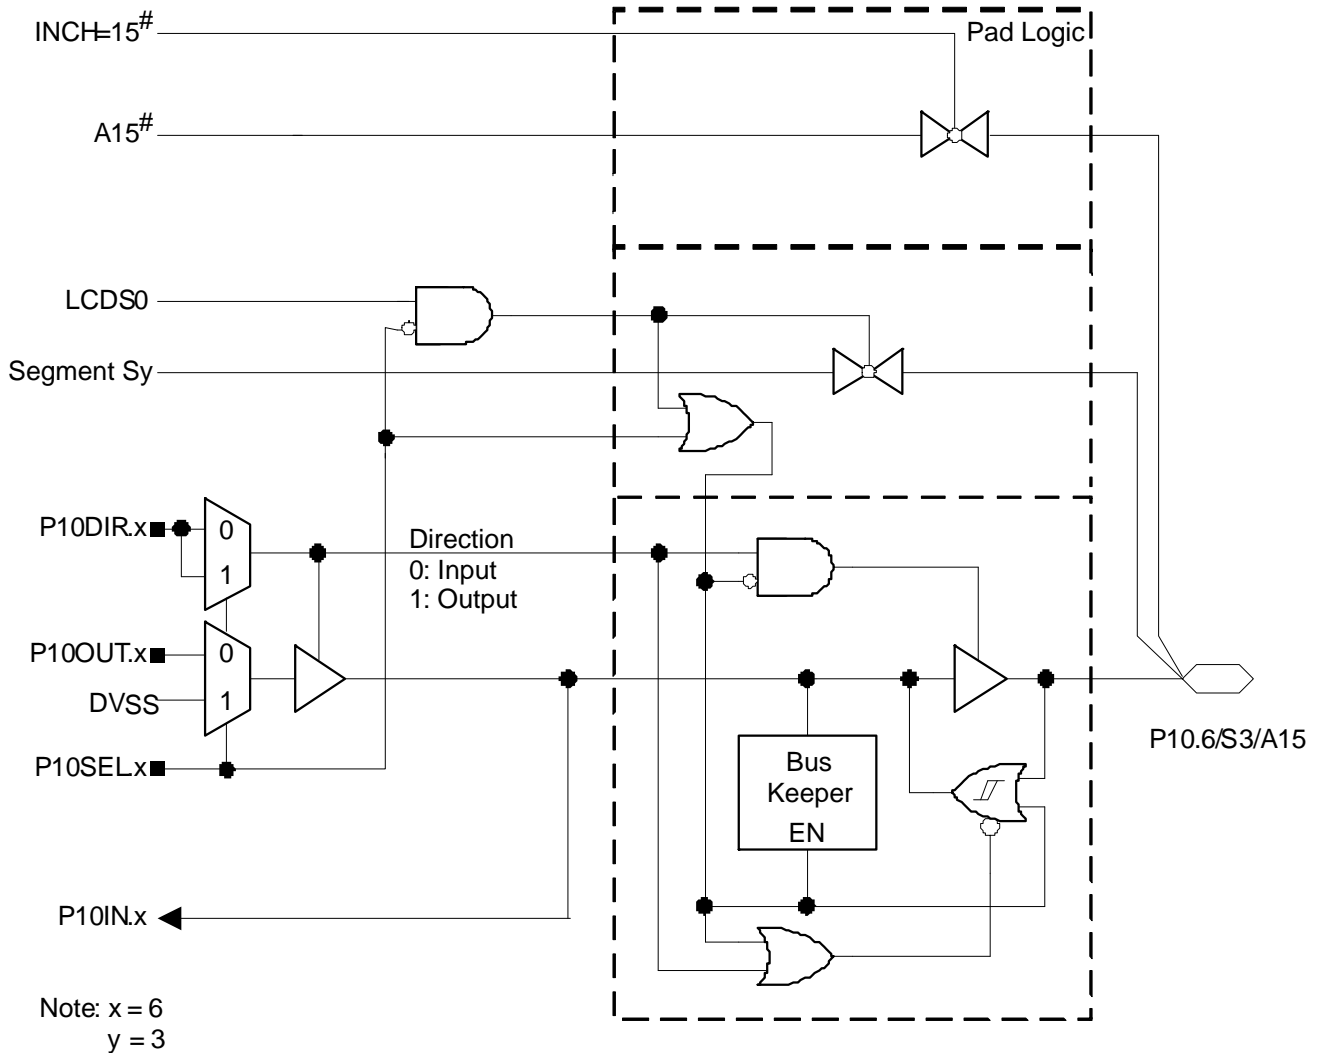 INCH=15#
Pad Logic
A15#
LCDS0
Segment Sy
P10DIR.x
0
1
Direction
0: Input
1: Output
P10OUT.x
0
DVSS
1
P10SEL.x
P10.6/S3/A15
Bus
Keeper
EN
P10IN.x
Note: x = 6
y = 3